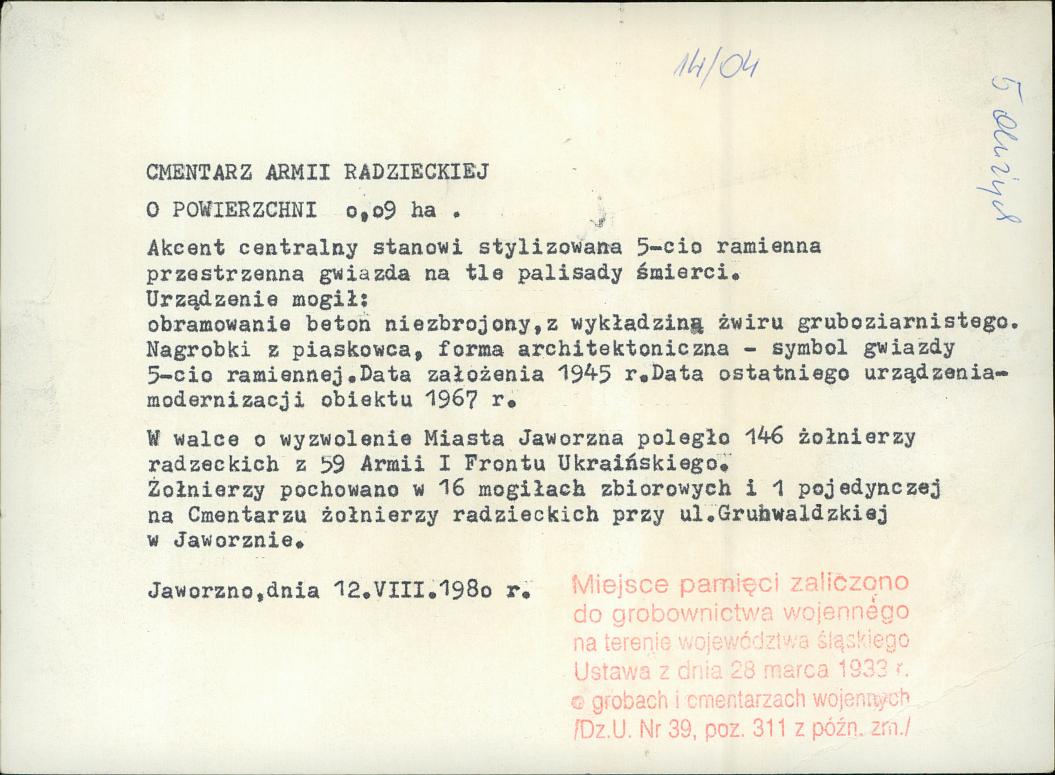 14/04
5 dużych
CMENTARZ ARMII RADZIECKIEJ
O POWIERZCHNI o,o9 ha .
Akcent centralny stanowi stylizowana 5-cio ramienna
przestrzenna gwiazda na tle palisady śmierci.
Urządzenie mogił:
obramowanie beton niezbrojony,z wykładziną żwiru gruboziarnistego.
Nagrobki z piaskowca, forma architektoniczna - symbol gwiazdy
5-cio ramiennej.Data założenia 1945 r.Data ostatniego urządzenia-
modernizacji obiektu 1967 r.
W walce o wyzwolenie Miasta Jaworzna poległo 146 żołnierzy
radzeckich z 59 Armii I Frontu Ukraińskiego.
Żołnierzy pochowano w 16 mogiłach zbiorowych i 1 pojedynczej
na Cmentarzu żołnierzy radzieckich przy ul.Gruhwaldzkiej
w Jaworznie.
Jaworzno,dnia 12.VIII.198o r.
Miejsce pamięci zaliczono
do grobownictwa wojennego
na terenie województwa śląskiego
Ustawa z dnia 28 marca 1933 r.
o grobach i cmentarzach wojennych
/Dz.U. Nr 39, poz. 311 z późn. zm./